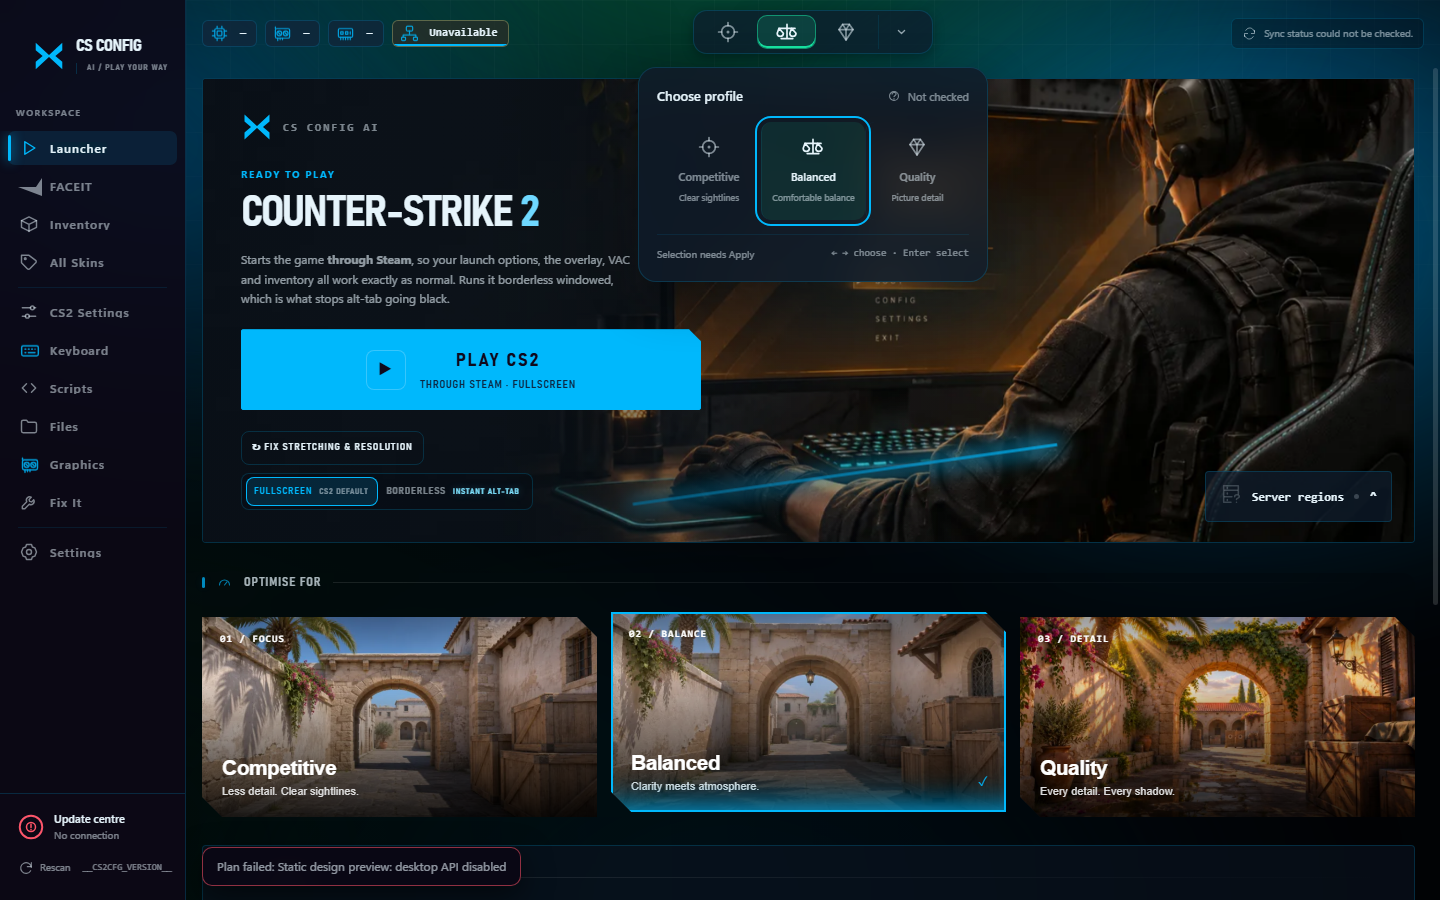 CS CONFIG
AI / PLAY YOUR WAY
WORKSPACE
Launcher
FACEIT
Inventory
All Skins
CS2 Settings
Keyboard
Scripts
Files
Graphics
Fix It
Settings
Update centre
No connection
Rescan
__CS2CFG_VERSION__
Unavailable
Sync status could not be checked.
Choose profile
Not checked
Competitive
Clear sightlines
Balanced
Comfortable balance
Quality
Picture detail
Selection needs Apply
← → choose · Enter select
CS CONFIG AI
READY TO PLAY
COUNTER-STRIKE 2
Starts the game through Steam, so your launch options, the overlay, VAC
and inventory all work exactly as normal. Runs it borderless windowed,
which is what stops alt-tab going black.
PLAY CS2
THROUGH STEAM · FULLSCREEN
↻ FIX STRETCHING & RESOLUTION
FULLSCREEN CS2 DEFAULT
BORDERLESS INSTANT ALT-TAB
CONFIG
SETTINGS
EXIT
Server regions
OPTIMISE FOR
01 / FOCUS
Competitive
Less detail. Clear sightlines.
02 / BALANCE
Balanced
Clarity meets atmosphere.
03 / DETAIL
Quality
Every detail. Every shadow.
Plan failed: Static design preview: desktop API disabled